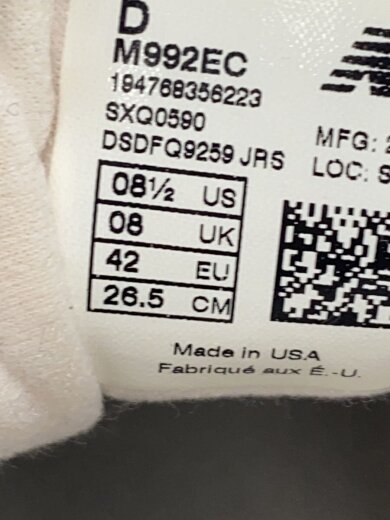 D
M992EC
194768356223
SXQ0590
DSDFQ9259 JRS
MFG: 2
LOC: S
08½ US
08 UK
42 EU
26.5 CM
Made in U.S.A
Fabriqué aux É.-U.